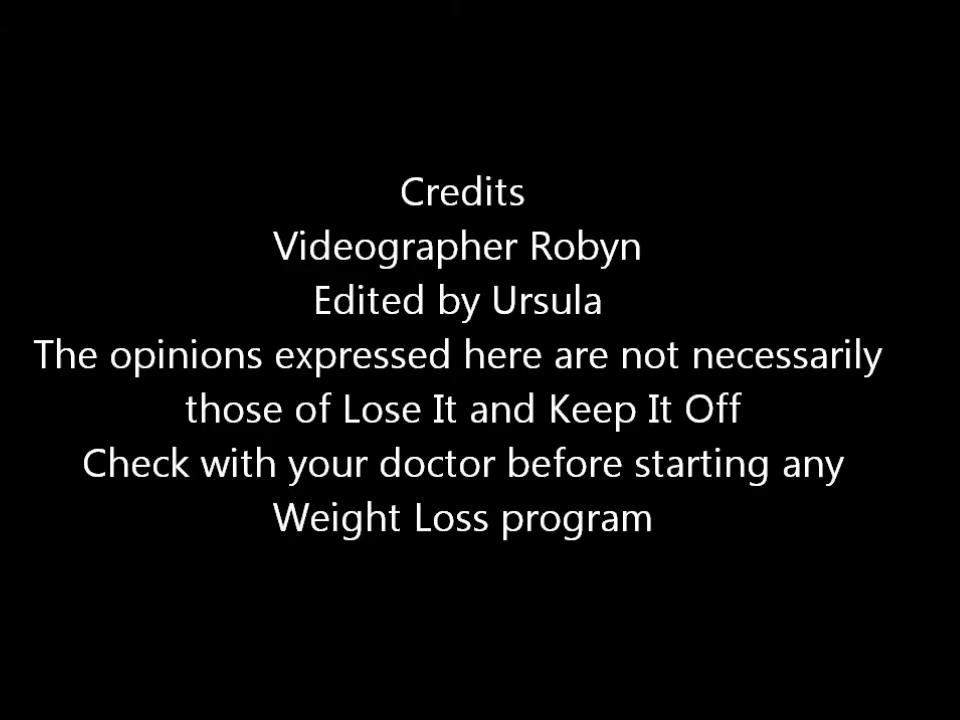 Credits
Videographer Robyn
Edited by Ursula
The opinions expressed here are not necessarily
those of Lose It and Keep It Off
Check with your doctor before starting any
Weight Loss program